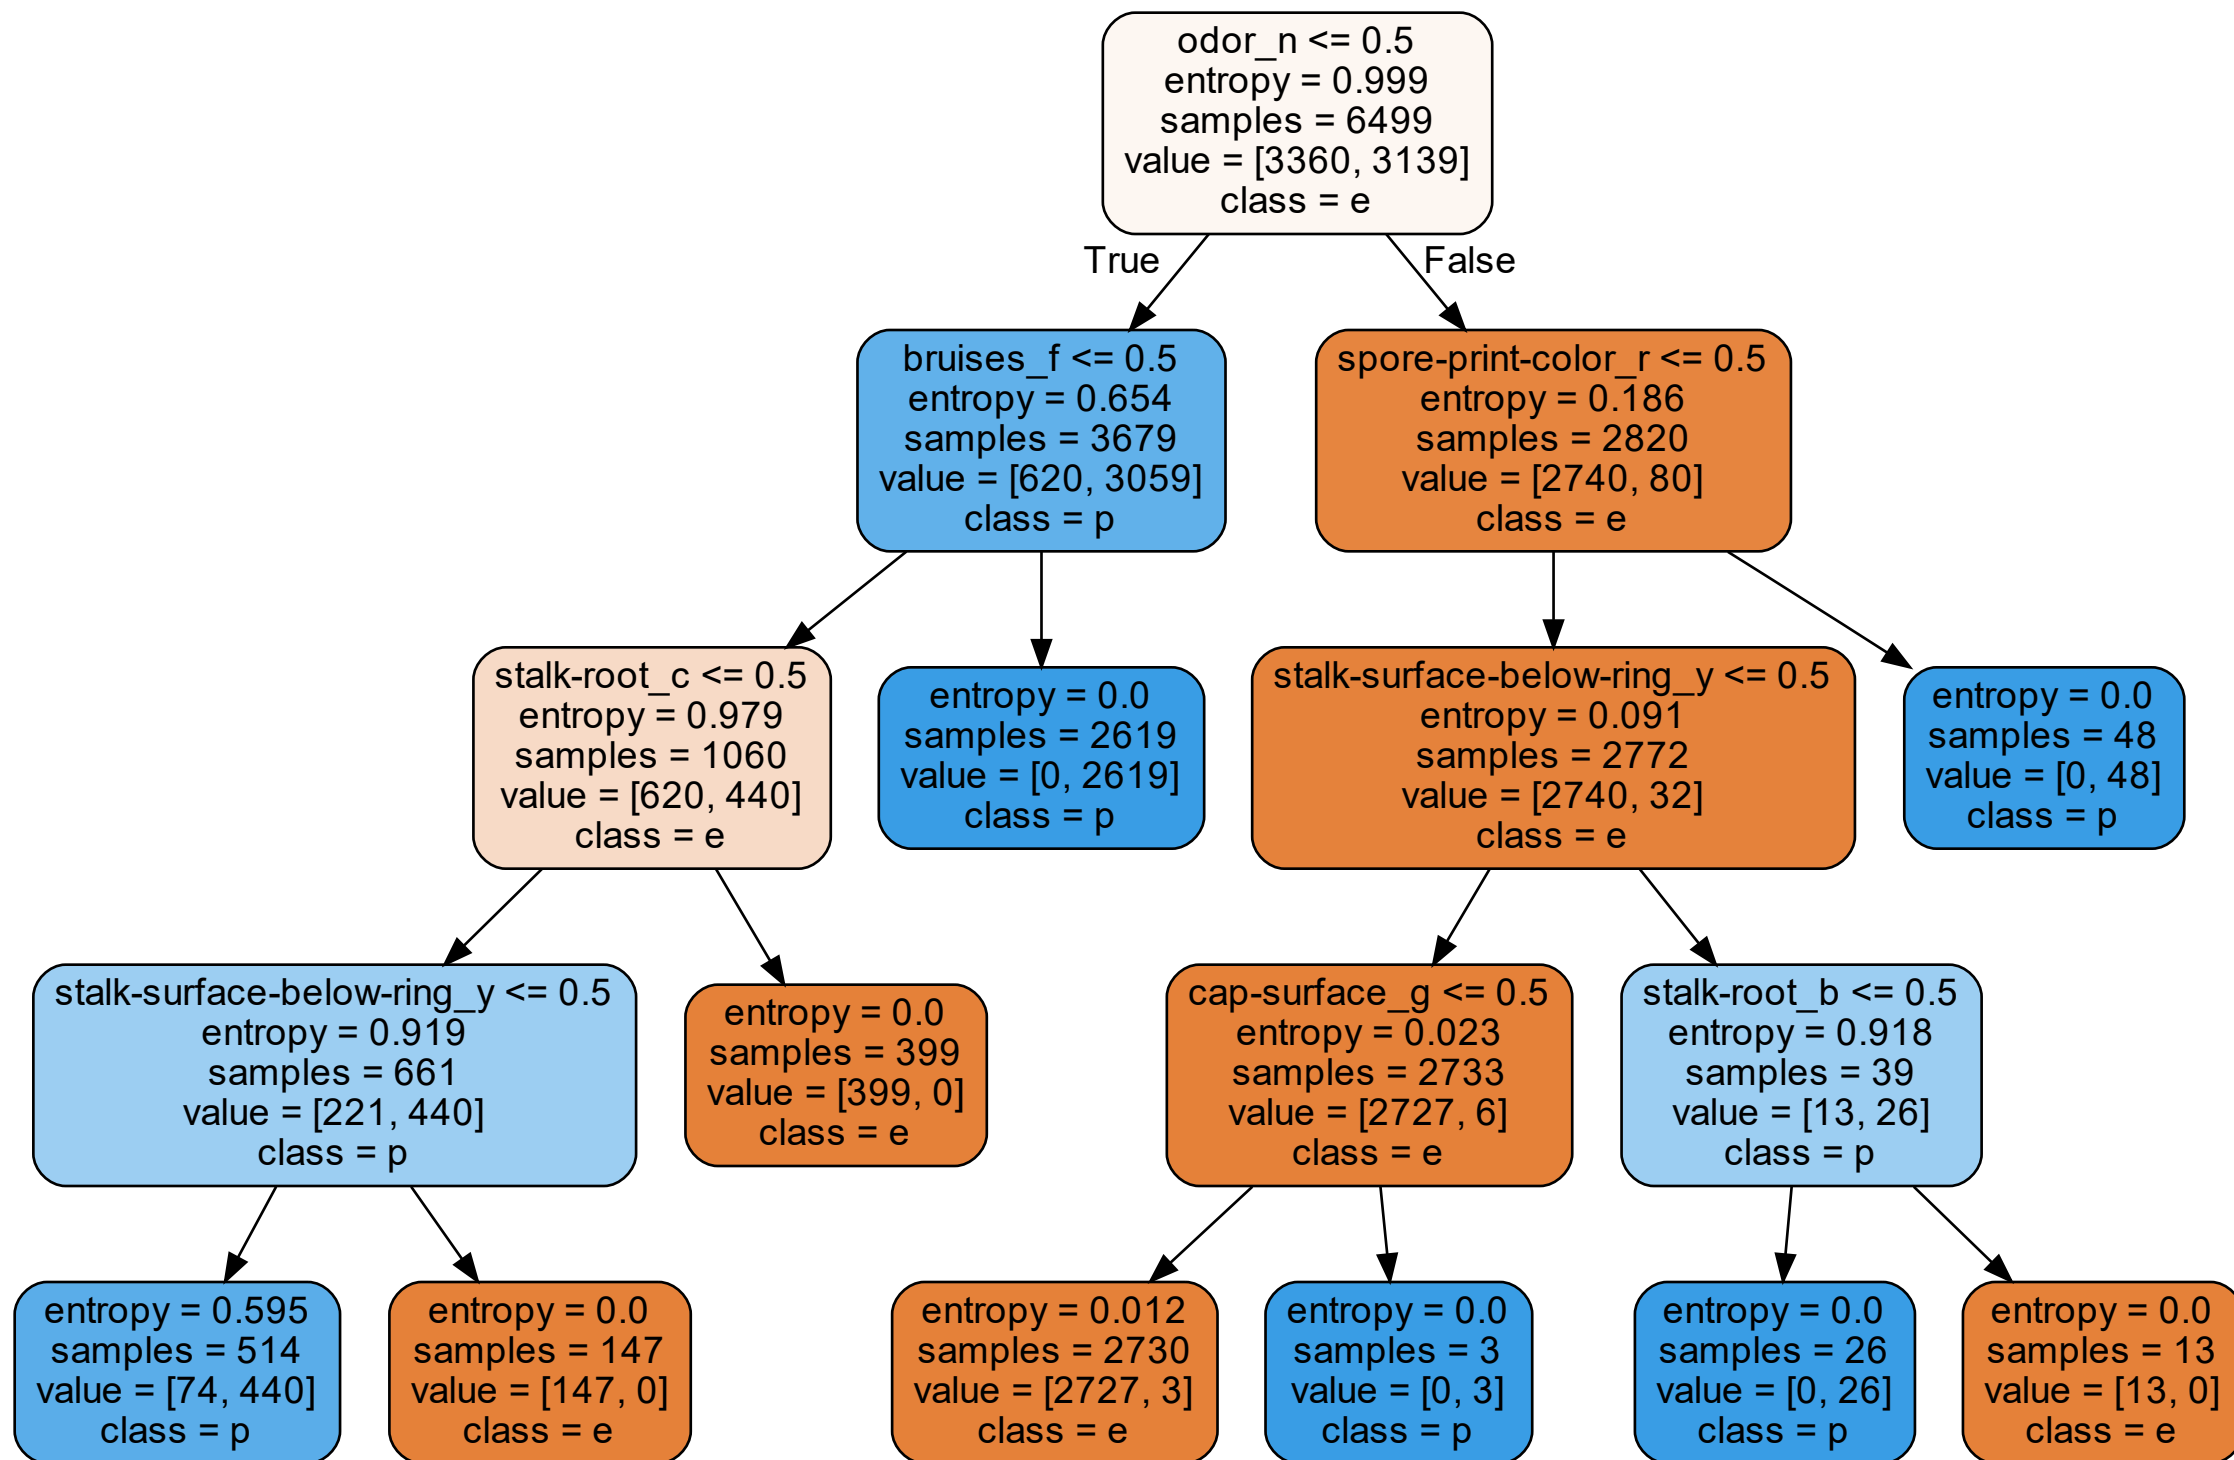 odor_n <= 0.5
entropy = 0.999
samples = 6499
value = [3360, 3139]
class = e
True
False
bruises_f <= 0.5
entropy = 0.654
samples = 3679
value = [620, 3059]
class = p
spore-print-color_r <= 0.5
entropy = 0.186
samples = 2820
value = [2740, 80]
class = e
stalk-root_c <= 0.5
entropy = 0.979
samples = 1060
value = [620, 440]
class = e
entropy = 0.0
samples = 2619
value = [0, 2619]
class = p
stalk-surface-below-ring_y <= 0.5
entropy = 0.091
samples = 2772
value = [2740, 32]
class = e
entropy = 0.0
samples = 48
value = [0, 48]
class = p
stalk-surface-below-ring_y <= 0.5
entropy = 0.919
samples = 661
value = [221, 440]
class = p
entropy = 0.0
samples = 399
value = [399, 0]
class = e
cap-surface_g <= 0.5
entropy = 0.023
samples = 2733
value = [2727, 6]
class = e
stalk-root_b <= 0.5
entropy = 0.918
samples = 39
value = [13, 26]
class = p
entropy = 0.595
samples = 514
value = [74, 440]
class = p
entropy = 0.0
samples = 147
value = [147, 0]
class = e
entropy = 0.012
samples = 2730
value = [2727, 3]
class = e
entropy = 0.0
samples = 3
value = [0, 3]
class = p
entropy = 0.0
samples = 26
value = [0, 26]
class = p
entropy = 0.0
samples = 13
value = [13, 0]
class = e